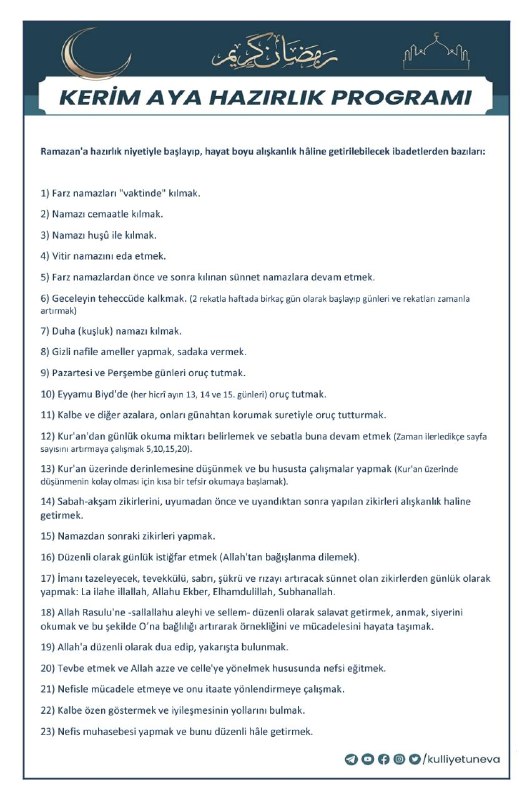 رمضان كريم
KERİM AYA HAZIRLIK PROGRAMI
Ramazan'a hazırlık niyetiyle başlayıp, hayat boyu alışkanlık hâline getirilebilecek ibadetlerden bazıları:
1) Farz namazları "vaktinde" kılmak.
2) Namazı cemaatle kılmak.
3) Namazı huşû ile kılmak.
4) Vitir namazını eda etmek.
5) Farz namazlardan önce ve sonra kılınan sünnet namazlara devam etmek.
6) Geceleyin teheccüde kalkmak. (2 rekatla haftada birkaç gün olarak başlayıp günleri ve rekatları zamanla
artırmak)
7) Duha (kuşluk) namazı kılmak.
8) Gizli nafile ameller yapmak, sadaka vermek.
9) Pazartesi ve Perşembe günleri oruç tutmak.
10) Eyyamu Biyd'de (her hicrî ayın 13, 14 ve 15. günleri) oruç tutmak.
11) Kalbe ve diğer azalara, onları günahtan korumak suretiyle oruç tutturmak.
12) Kur'an'dan günlük okuma miktarı belirlemek ve sebatla buna devam etmek (Zaman ilerledikçe sayfa
sayısını artırmaya çalışmak 5,10,15,20).
13) Kur'an üzerinde derinlemesine düşünmek ve bu hususta çalışmalar yapmak (Kur'an üzerinde
düşünmenin kolay olması için kısa bir tefsir okumaya başlamak).
14) Sabah-akşam zikirlerini, uyumadan önce ve uyandıktan sonra yapılan zikirleri alışkanlık haline
getirmek.
15) Namazdan sonraki zikirleri yapmak.
16) Düzenli olarak günlük istiğfar etmek (Allah'tan bağışlanma dilemek).
17) İmanı tazeleyecek, tevekkülü, sabrı, şükrü ve rızayı artıracak sünnet olan zikirlerden günlük olarak
yapmak: La ilahe illallah, Allahu Ekber, Elhamdulillah, Subhanallah.
18) Allah Rasulu'ne -sallallahu aleyhi ve sellem- düzenli olarak salavat getirmek, anmak, siyerini
okumak ve bu şekilde O'na bağlılığı artırarak örnekliğini ve mücadelesini hayata taşımak.
19) Allah'a düzenli olarak dua edip, yakarışta bulunmak.
20) Tevbe etmek ve Allah azze ve celle'ye yönelmek hususunda nefsi eğitmek.
21) Nefisle mücadele etmeye ve onu itaate yönlendirmeye çalışmak.
22) Kalbe özen göstermek ve iyileşmesinin yollarını bulmak.
23) Nefis muhasebesi yapmak ve bunu düzenli hâle getirmek.
/kulliyetuneva